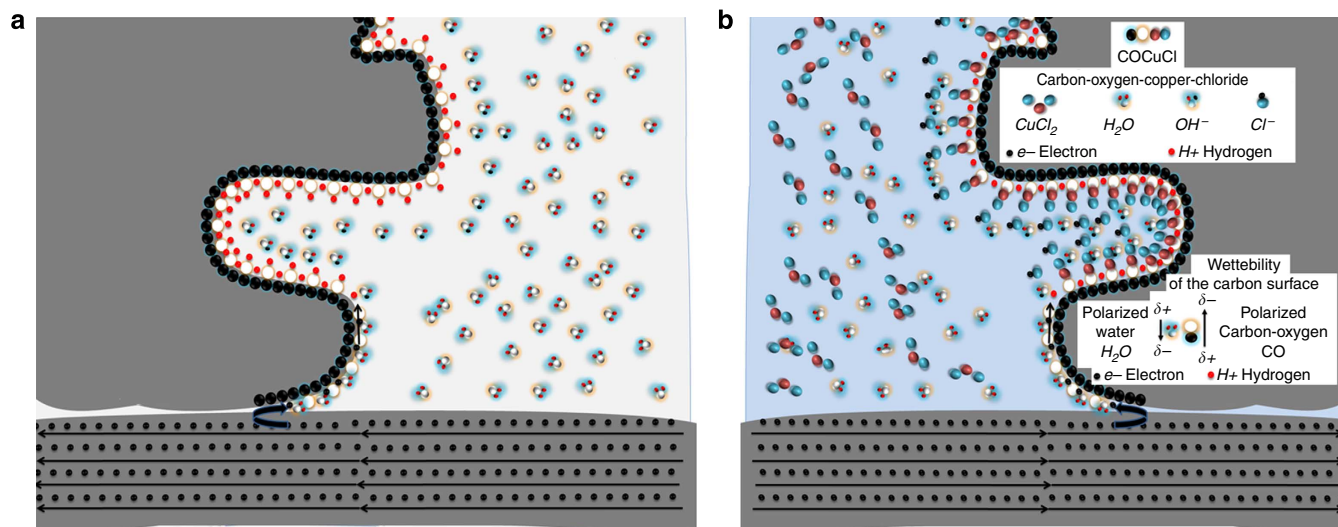 a
b
COCuCl
Carbon-oxygen-copper-chloride
CuCl₂ H₂O OH⁻ Cl⁻
e− Electron H+ Hydrogen
Wettebility
of the carbon surface
Polarized
water
H₂O
δ+
δ−
δ−
δ+
Polarized
Carbon-oxygen
CO
e− Electron H+ Hydrogen